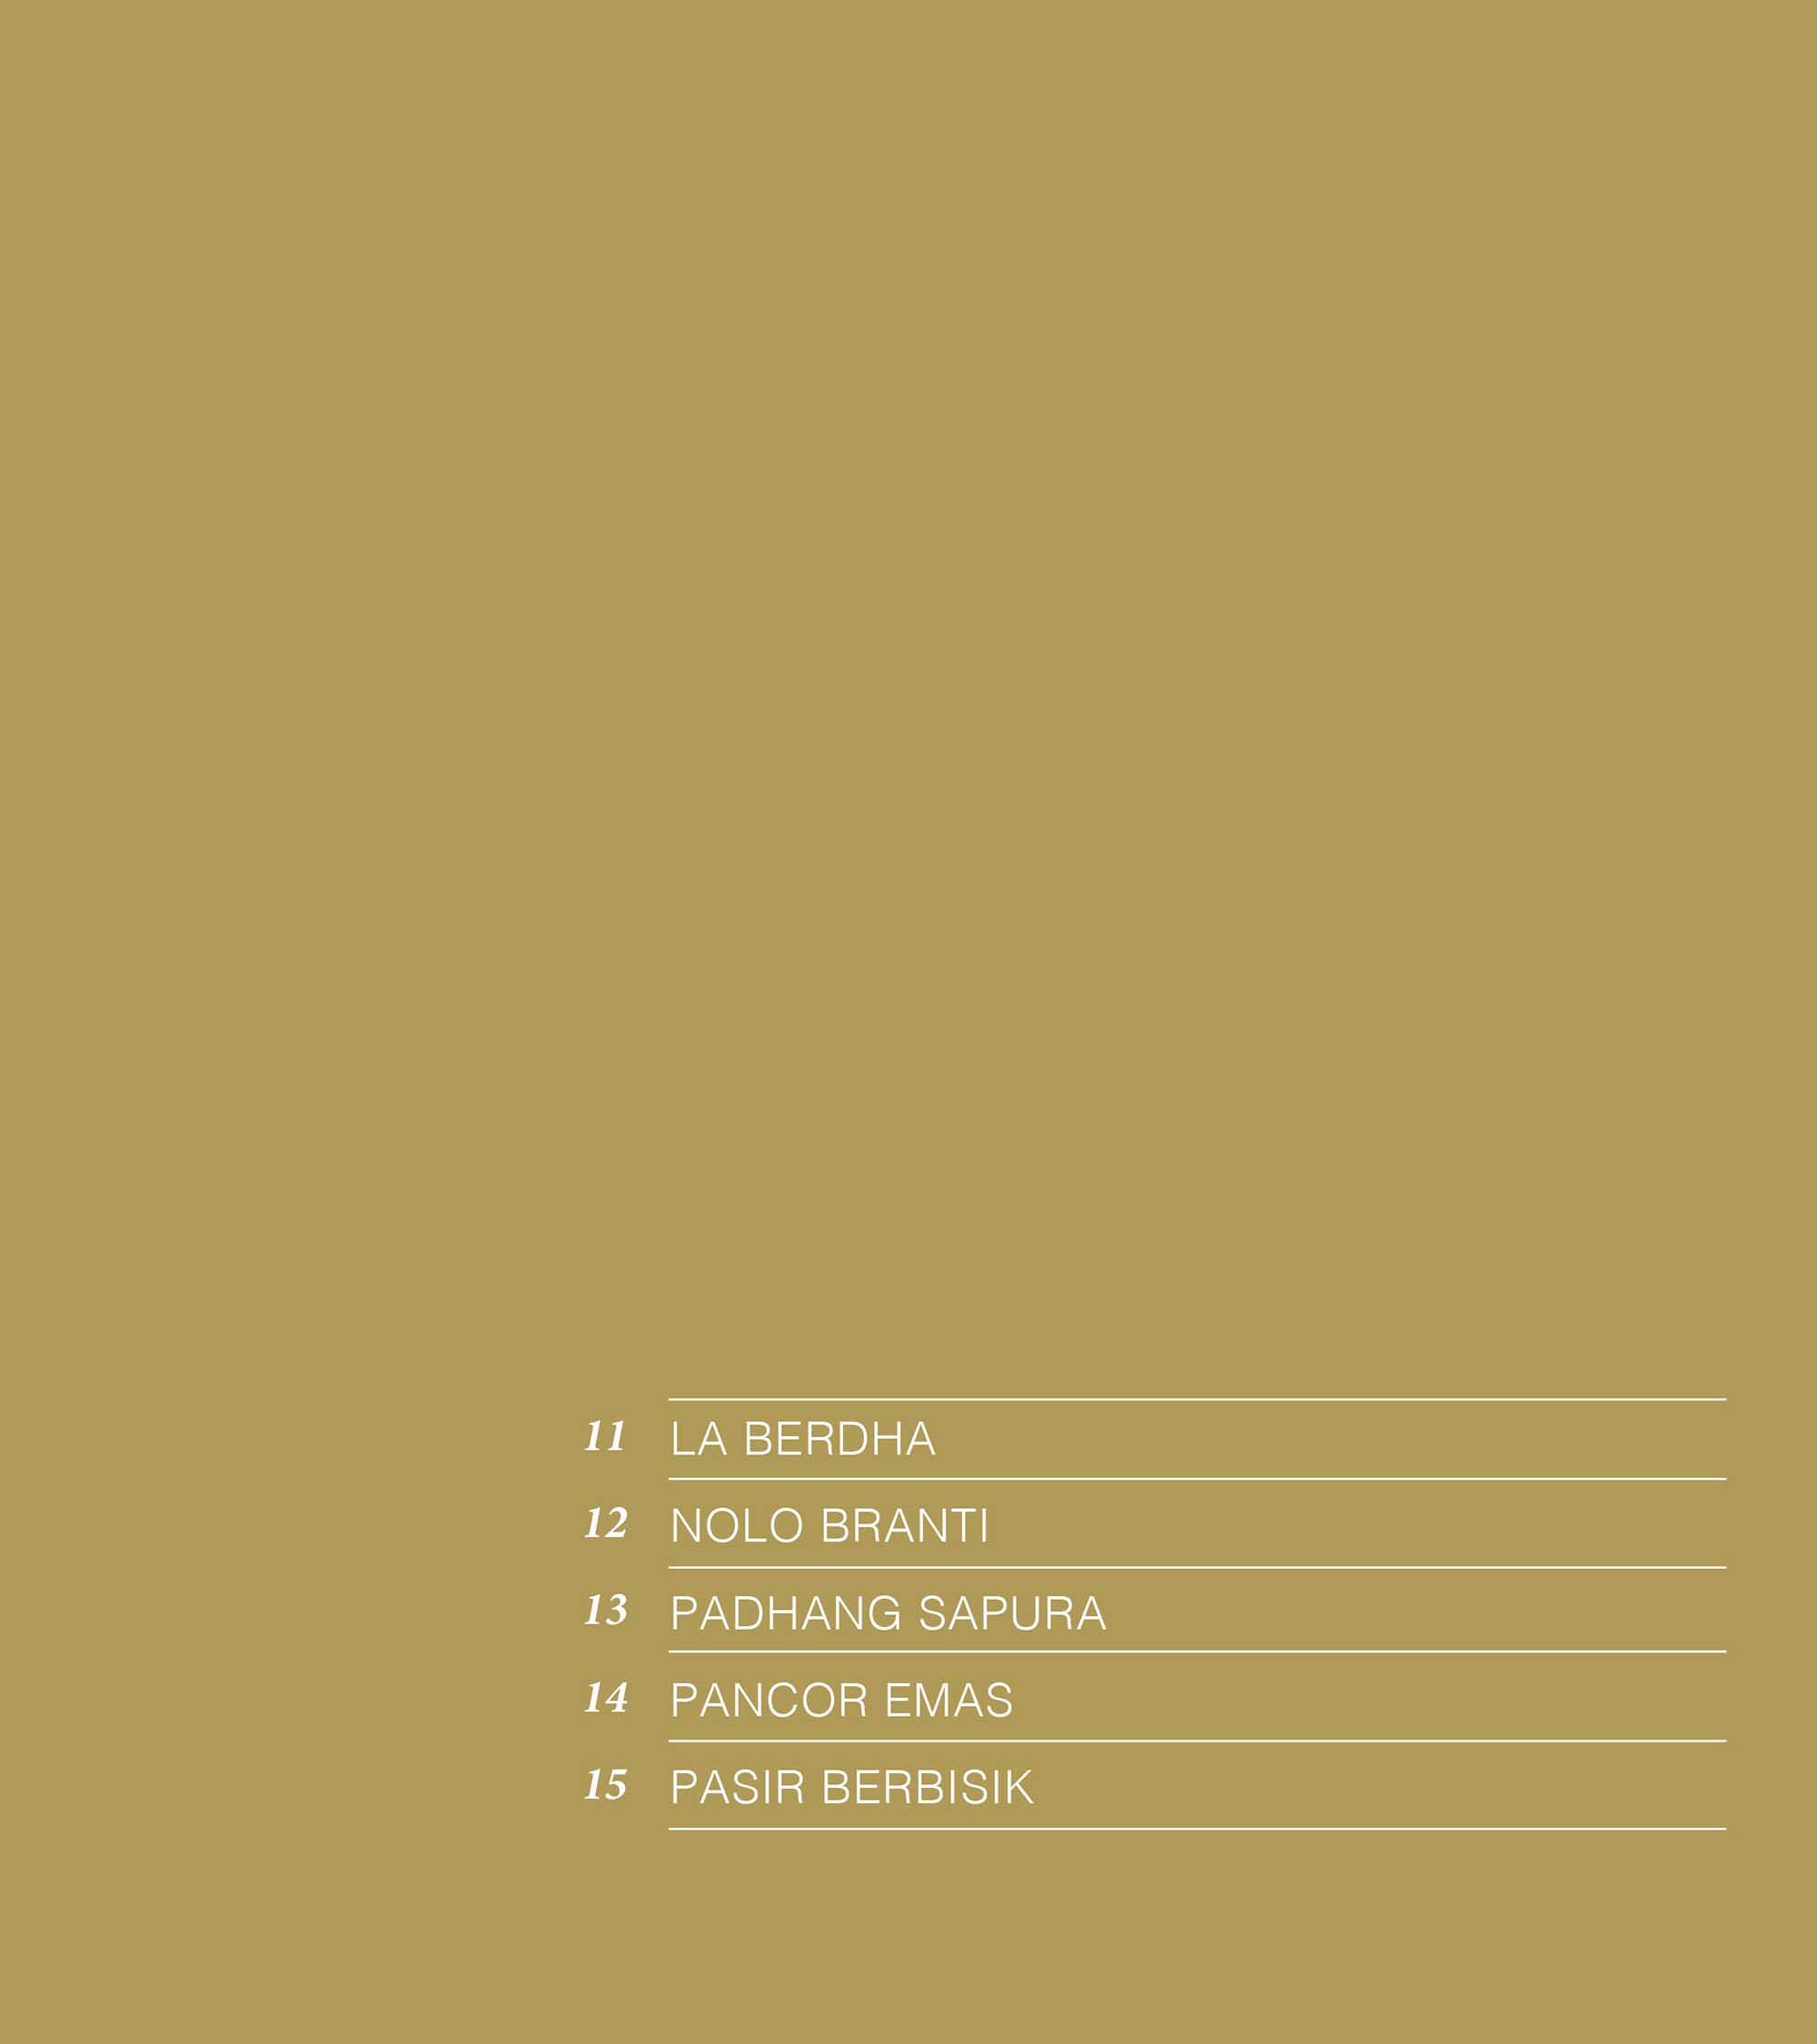 11 LA BERDHA
12 NOLO BRANTI
13 PADHANG SAPURA
14 PANCOR EMAS
15 PASIR BERBISIK